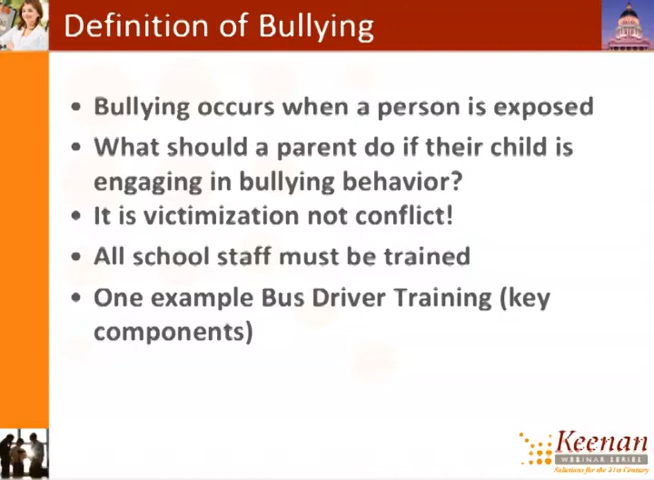 Definition of Bullying
• Bullying occurs when a person is exposed
• What should a parent do if their child is
engaging in bullying behavior?
• It is victimization not conflict!
• All school staff must be trained
• One example Bus Driver Training (key
components)
Keenan
WEBINAR SERIES
Solutions for the 21st Century